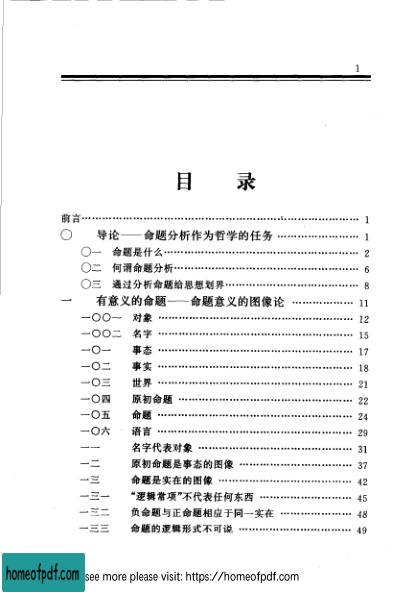 1
目 录
前言…………………………………………………… 1
〇 导论——命题分析作为哲学的任务 ……………… 1
〇一 命题是什么………………………………… 2
〇二 何谓命题分析……………………………… 6
〇三 通过分析命题给思想划界………………… 8
一 有意义的命题——命题意义的图像论 ………… 11
一〇〇一 对象 ………………………………… 12
一〇〇二 名字 ………………………………… 15
一〇一 事态 …………………………………… 17
一〇二 事实 …………………………………… 18
一〇三 世界 …………………………………… 21
一〇四 原初命题 ……………………………… 22
一〇五 命题 …………………………………… 24
一〇六 语言 …………………………………… 29
一一 名字代表对象 …………………………… 31
一二 原初命题是事态的图像 ………………… 37
一三 命题是实在的图像 ……………………… 42
一三一 “逻辑常项”不代表任何东西 ………… 45
一三二 负命题与正命题相应于同一实在 …… 48
一三三 命题的逻辑形式不可说 ……………… 49
homeofpdf.com see more please visit: https://homeofpdf.com